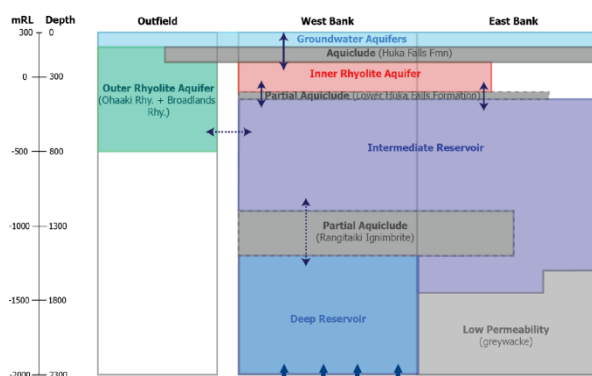 mRL Depth Outfield West Bank East Bank
300 0
Groundwater Aquifers
Aquiclude (Huka Falls Fmn)
0 300
Inner Rhyolite Aquifer
Outer Rhyolite Aquifer
(Ohaaki Rhy. + Broadlands
Rhy.)
Partial Aquiclude (Lower Huka Falls Formation)
-500 800
Intermediate Reservoir
-1000 1300
Partial Aquiclude
(Rangitaiki Ignimbrite)
-1500 1800
Deep Reservoir
Low Permeability
(greywacke)
-2000 2300